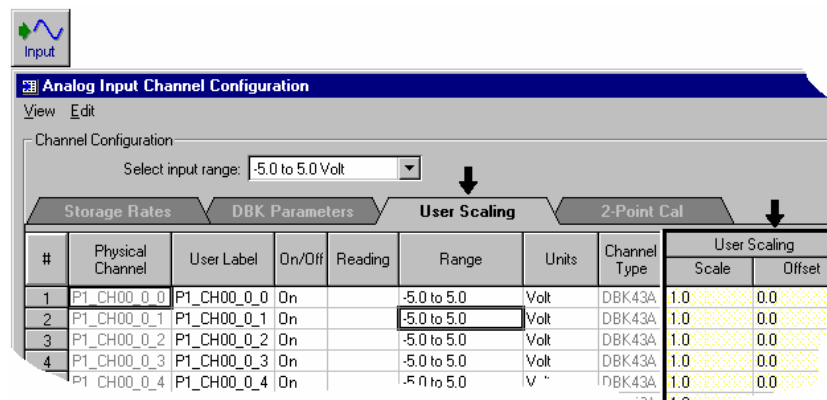 Input
Analog Input Channel Configuration
View Edit
Channel Configuration
Select input range: -5.0 to 5.0 Volt
Storage Rates DBK Parameters User Scaling 2-Point Cal
# Physical Channel User Label On/Off Reading Range Units Channel Type User Scaling
Scale Offset
1 P1_CH00_0_0 P1_CH00_0_0 On -5.0 to 5.0 Volt DBK43A 1.0 0.0
2 P1_CH00_0_1 P1_CH00_0_1 On -5.0 to 5.0 Volt DBK43A 1.0 0.0
3 P1_CH00_0_2 P1_CH00_0_2 On -5.0 to 5.0 Volt DBK43A 1.0 0.0
4 P1_CH00_0_3 P1_CH00_0_3 On -5.0 to 5.0 Volt DBK43A 1.0 0.0
P1_CH00_0_4 P1_CH00_0_4 On -5.0 to 5.0 DBK43A 1.0 0.0